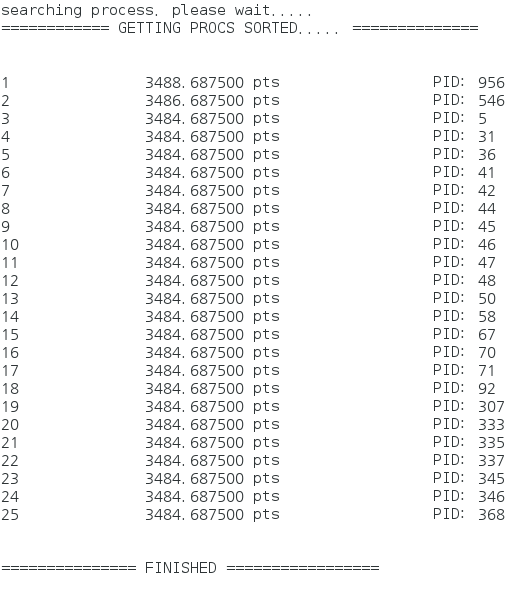 searching process. please wait.....
============ GETTING PROCS SORTED..... ==============
1 3488.687500 pts PID: 956
2 3486.687500 pts PID: 546
3 3484.687500 pts PID: 5
4 3484.687500 pts PID: 31
5 3484.687500 pts PID: 36
6 3484.687500 pts PID: 41
7 3484.687500 pts PID: 42
8 3484.687500 pts PID: 44
9 3484.687500 pts PID: 45
10 3484.687500 pts PID: 46
11 3484.687500 pts PID: 47
12 3484.687500 pts PID: 48
13 3484.687500 pts PID: 50
14 3484.687500 pts PID: 58
15 3484.687500 pts PID: 67
16 3484.687500 pts PID: 70
17 3484.687500 pts PID: 71
18 3484.687500 pts PID: 92
19 3484.687500 pts PID: 307
20 3484.687500 pts PID: 333
21 3484.687500 pts PID: 335
22 3484.687500 pts PID: 337
23 3484.687500 pts PID: 345
24 3484.687500 pts PID: 346
25 3484.687500 pts PID: 368
=============== FINISHED =================